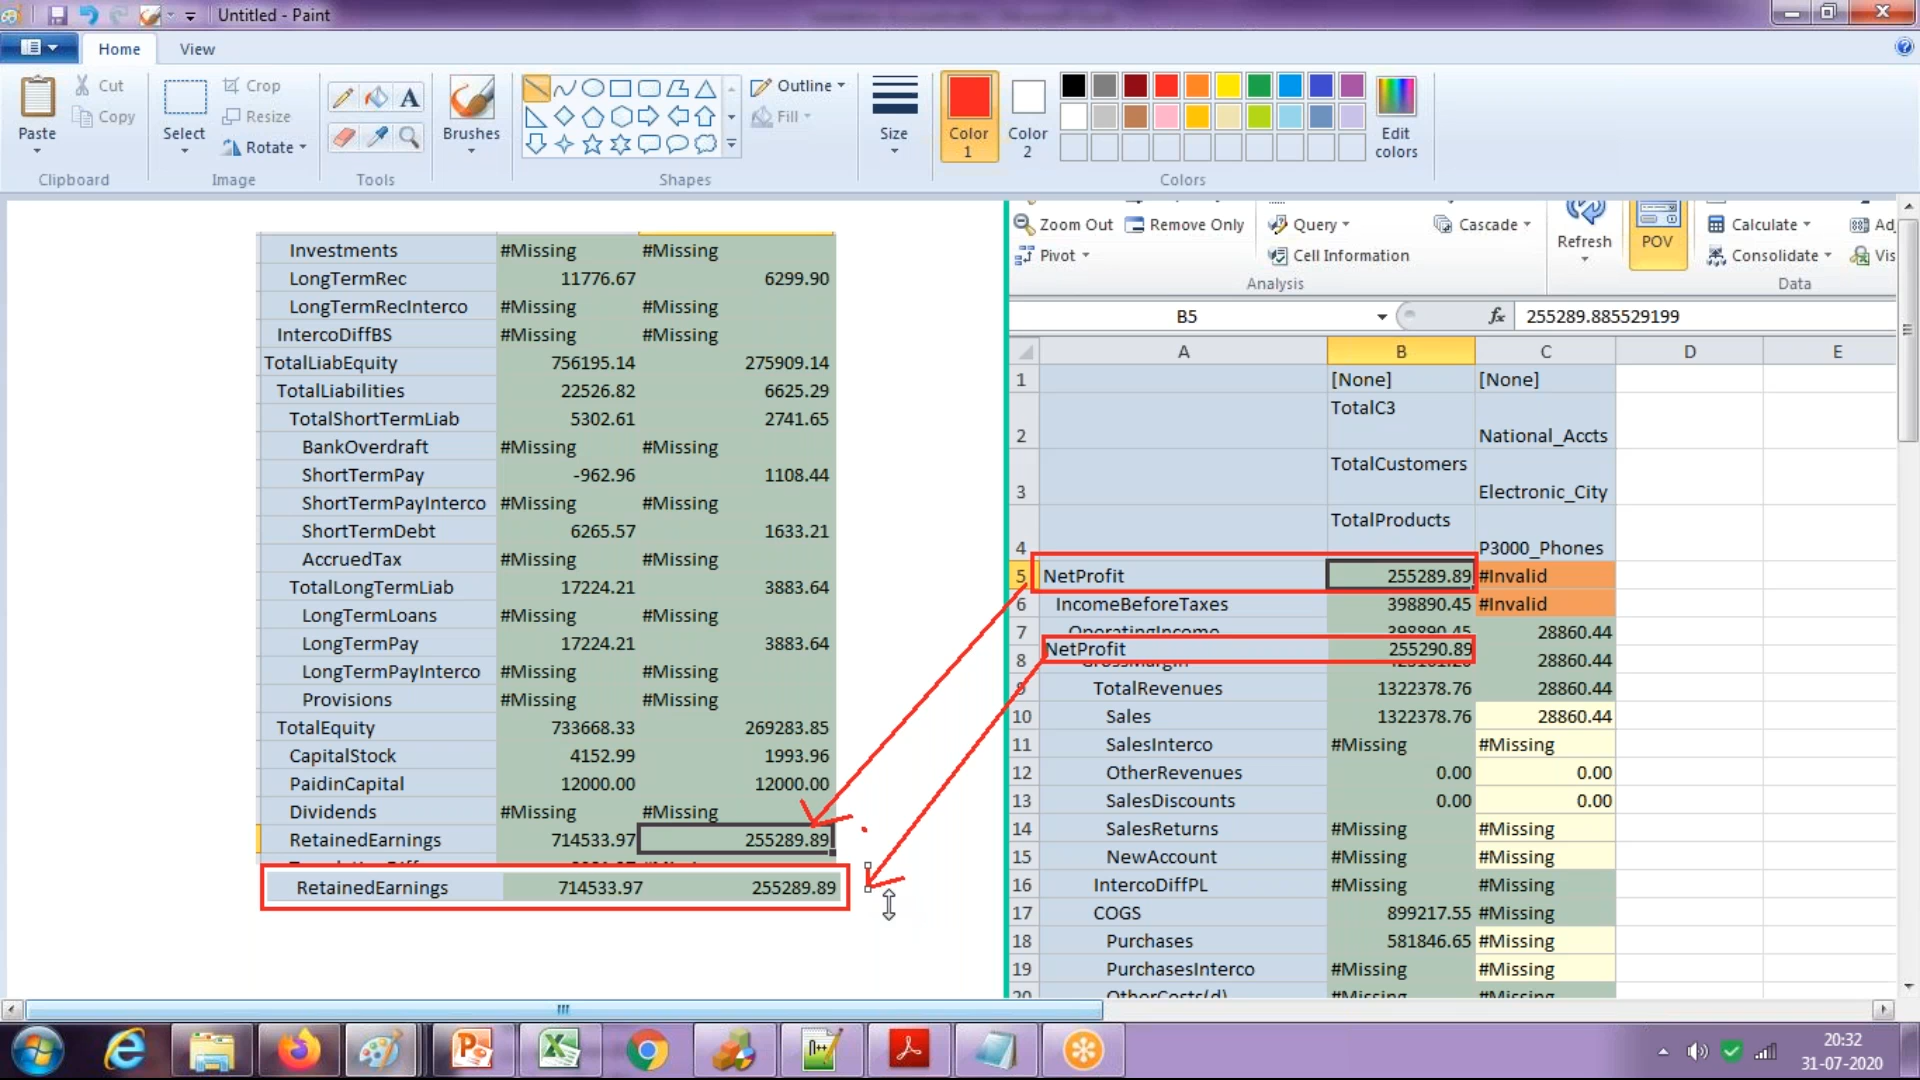 Untitled - Paint
Home View
Paste
Cut
Copy
Clipboard
Select
Crop
Resize
Rotate
Image
A
Tools
Brushes
Outline
Fill
Shapes
Size
Color 1
Color 2
Edit colors
Colors
Investments #Missing #Missing
LongTermRec 11776.67 6299.90
LongTermRecInterco #Missing #Missing
IntercoDiffBS #Missing #Missing
TotalLiabEquity 756195.14 275909.14
TotalLiabilities 22526.82 6625.29
TotalShortTermLiab 5302.61 2741.65
BankOverdraft #Missing #Missing
ShortTermPay -962.96 1108.44
ShortTermPayInterco #Missing #Missing
ShortTermDebt 6265.57 1633.21
AccruedTax #Missing #Missing
TotalLongTermLiab 17224.21 3883.64
LongTermLoans #Missing #Missing
LongTermPay 17224.21 3883.64
LongTermPayInterco #Missing #Missing
Provisions #Missing #Missing
TotalEquity 733668.33 269283.85
CapitalStock 4152.99 1993.96
PaidinCapital 12000.00 12000.00
Dividends #Missing #Missing
RetainedEarnings 714533.97 255289.89
RetainedEarnings 714533.97 255289.89
Zoom Out Remove Only Query Cascade Refresh POV Calculate Ad
Pivot Cell Information Consolidate Vis
Analysis Data
B5 fx 255289.885529199
A B C D E
1 [None] [None]
TotalC3
2 National_Accts
TotalCustomers
3 Electronic_City
TotalProducts
4 P3000_Phones
5 NetProfit 255289.89 #Invalid
6 IncomeBeforeTaxes 398890.45 #Invalid
7 OperatingIncome 398890.45 28860.44
NetProfit 255290.89
8 GrossMargin 28860.44
9 TotalRevenues 1322378.76 28860.44
10 Sales 1322378.76 28860.44
11 SalesInterco #Missing #Missing
12 OtherRevenues 0.00 0.00
13 SalesDiscounts 0.00 0.00
14 SalesReturns #Missing #Missing
15 NewAccount #Missing #Missing
16 IntercoDiffPL #Missing #Missing
17 COGS 899217.55 #Missing
18 Purchases 581846.65 #Missing
19 PurchasesInterco #Missing #Missing
20 OtherCosts(d) #Missing #Missing
20:32
31-07-2020